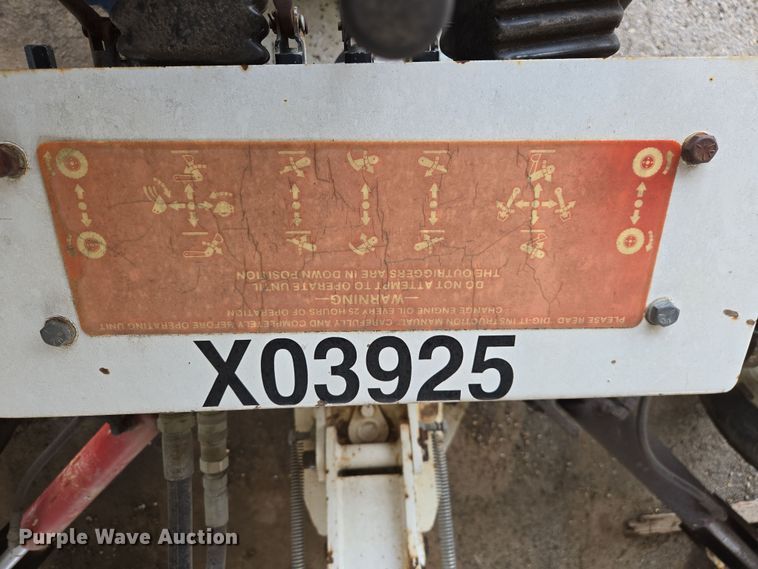 PLEASE READ DIG-IT INSTRUCTION MANUAL CAREFULLY AND COMPLETELY BEFORE OPERATING UNIT
CHANGE ENGINE OIL EVERY 25 HOURS OF OPERATION
—WARNING—
DO NOT ATTEMPT TO OPERATE UNTIL
THE OUTRIGGERS ARE IN DOWN POSITION
X03925
Purple Wave Auction